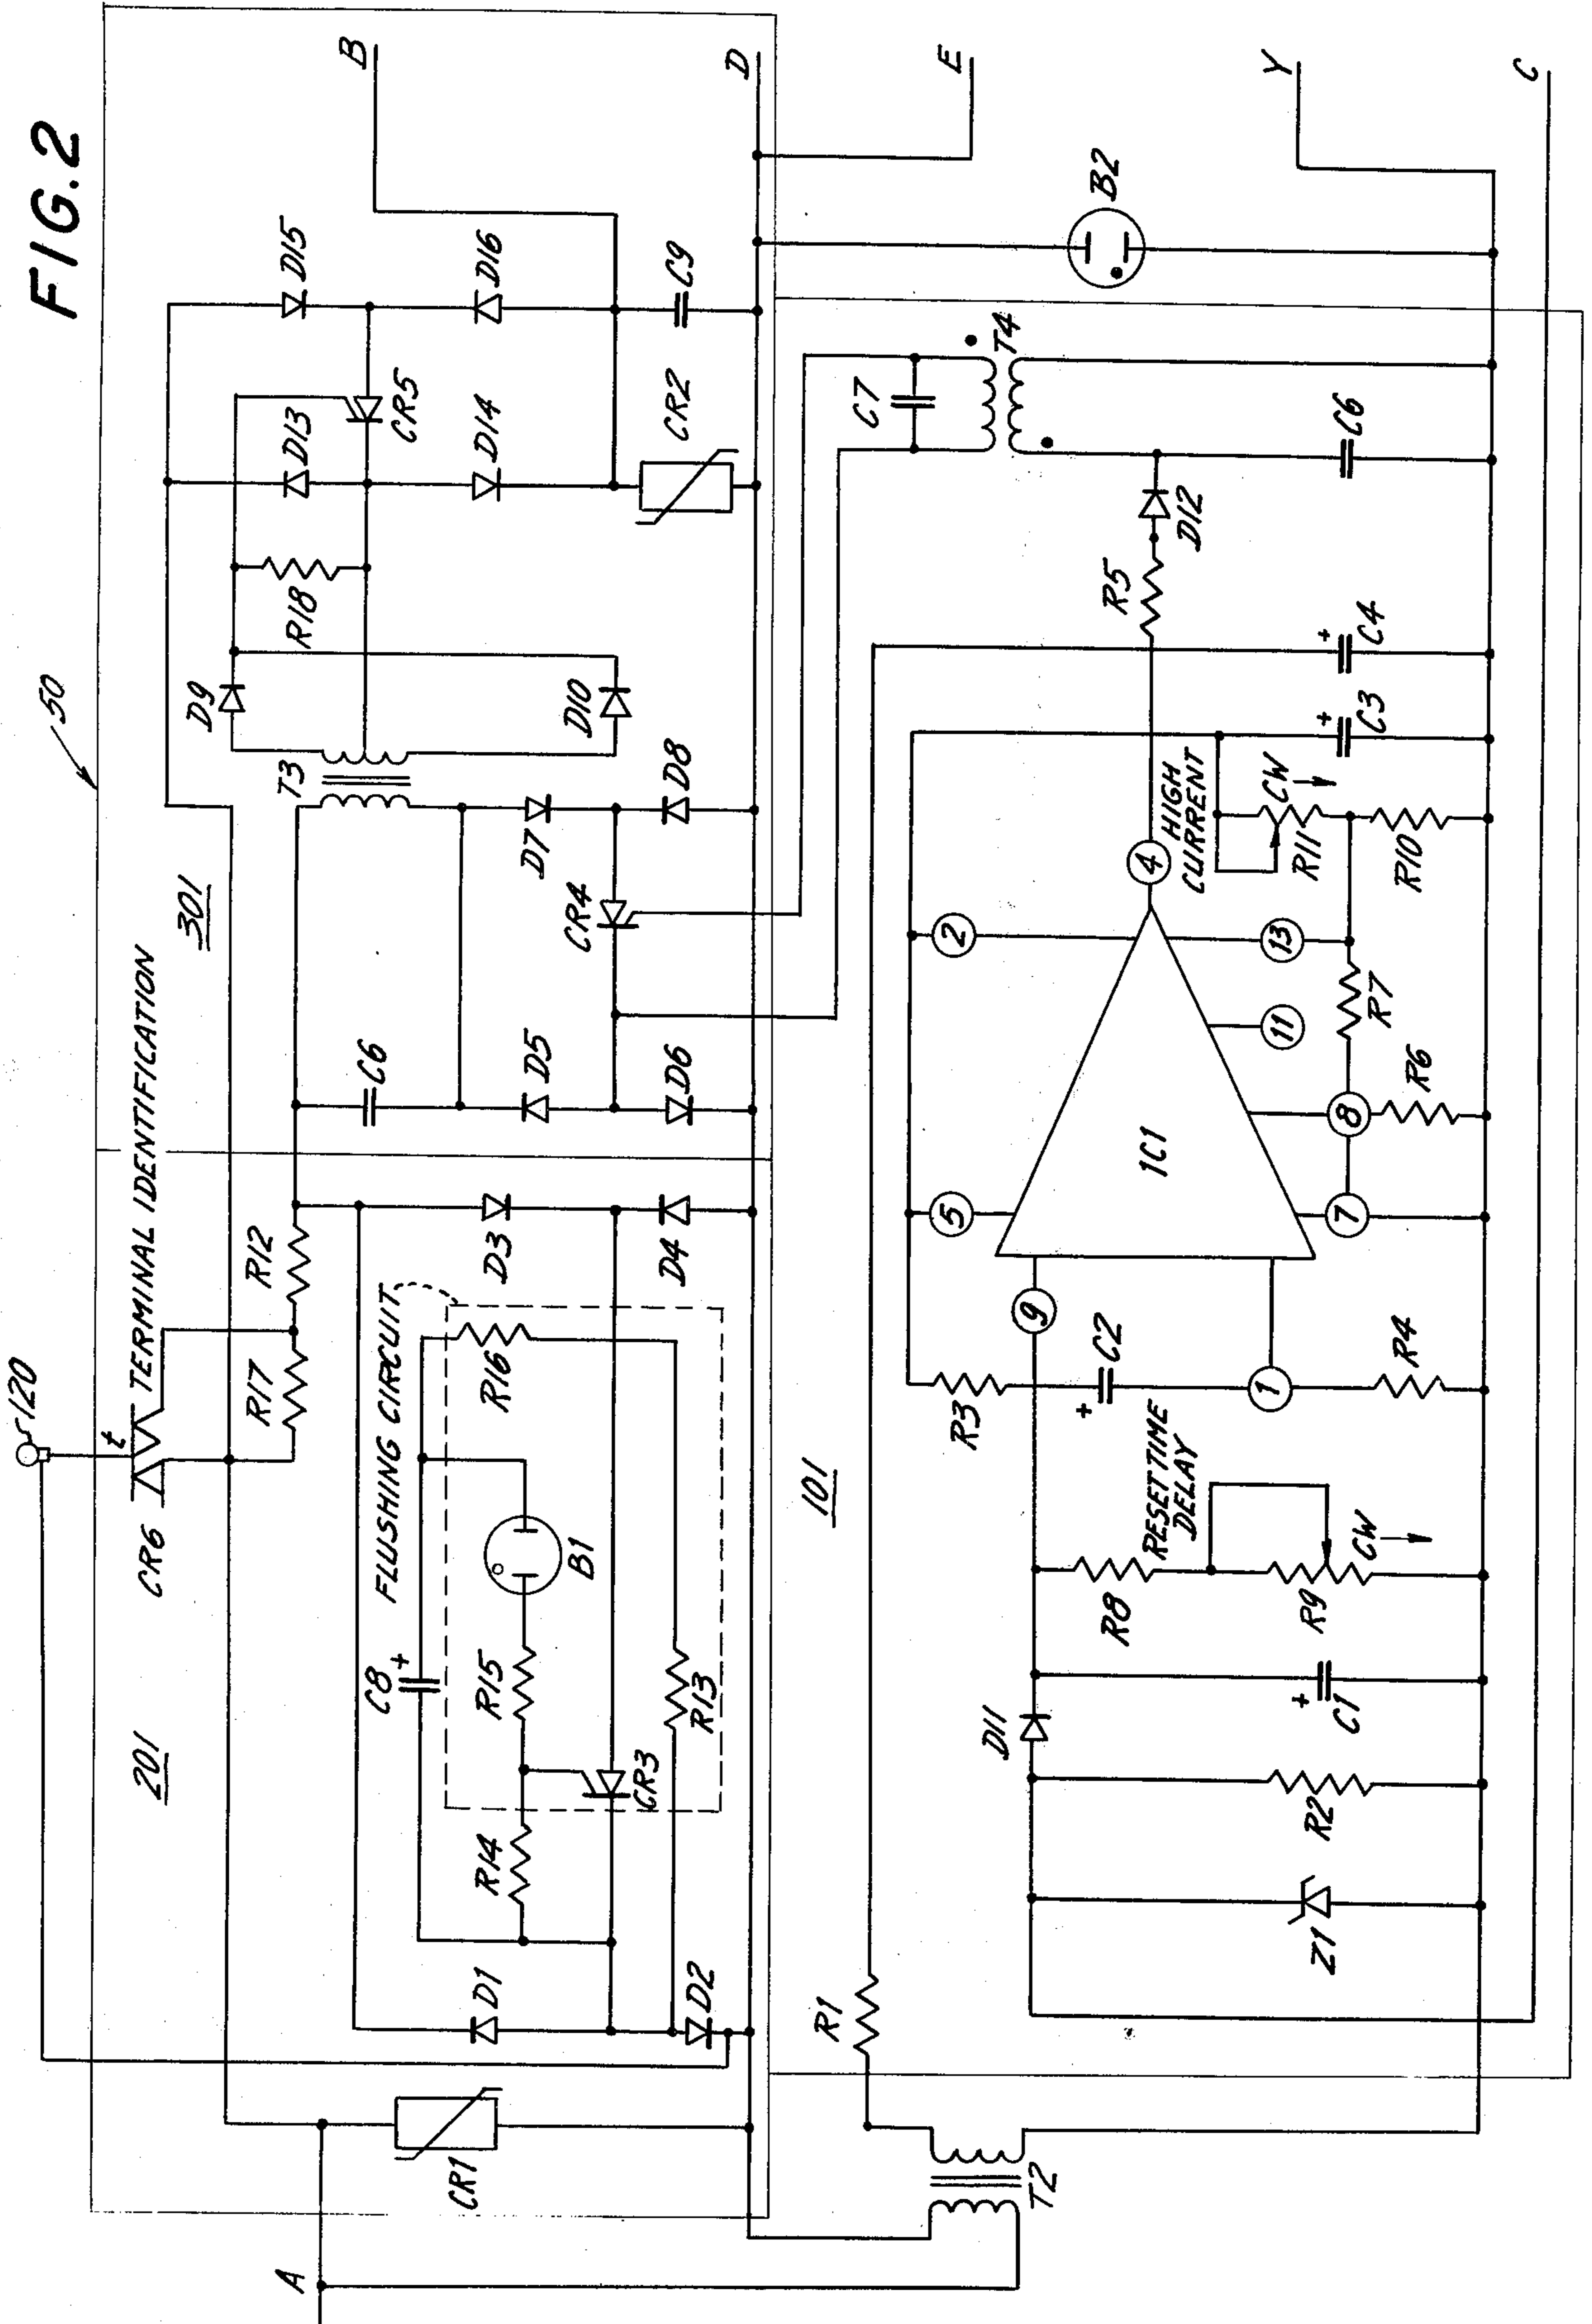 FIG.2
50
120
TERMINAL IDENTIFICATION
t
CR6
201
301
R17
R12
T3
D9
R18
D13
D15
B
CR5
D16
D10
D14
CR2
C9
D
C6
D5
D6
D7
D8
CR4
FLUSHING CIRCUIT
C8
+
R16
D3
D4
B1
R15
R14
R13
CR3
D1
D2
CR1
A
T2
101
R1
C7
T4
B2
E
Y
C
R5
D12
C6
+
C4
+
C3
HIGH
CURRENT
CW
R11
R10
4
2
13
11
8
7
5
9
1
IC1
R7
R6
R3
+
C2
R4
RESET TIME
DELAY
R8
R9
CW
D11
+
C1
R2
Z1